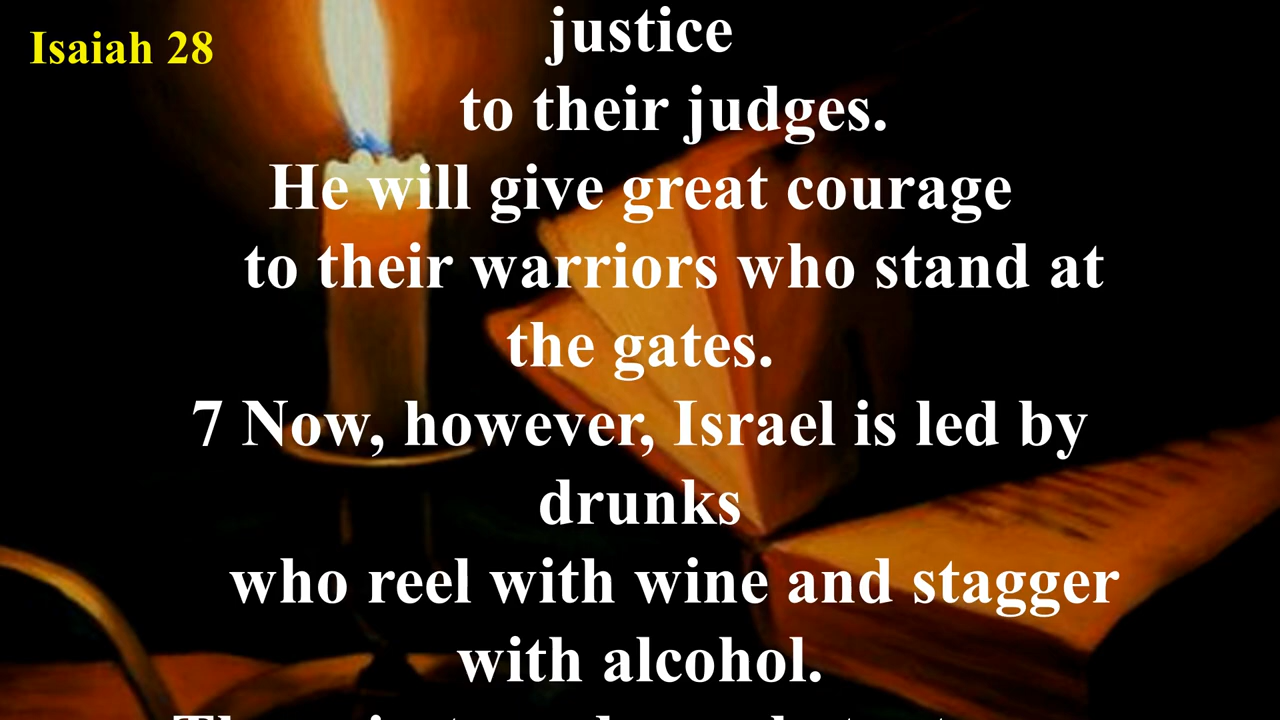 Isaiah 28
justice
to their judges.
He will give great courage
to their warriors who stand at
the gates.
7 Now, however, Israel is led by
drunks
who reel with wine and stagger
with alcohol.